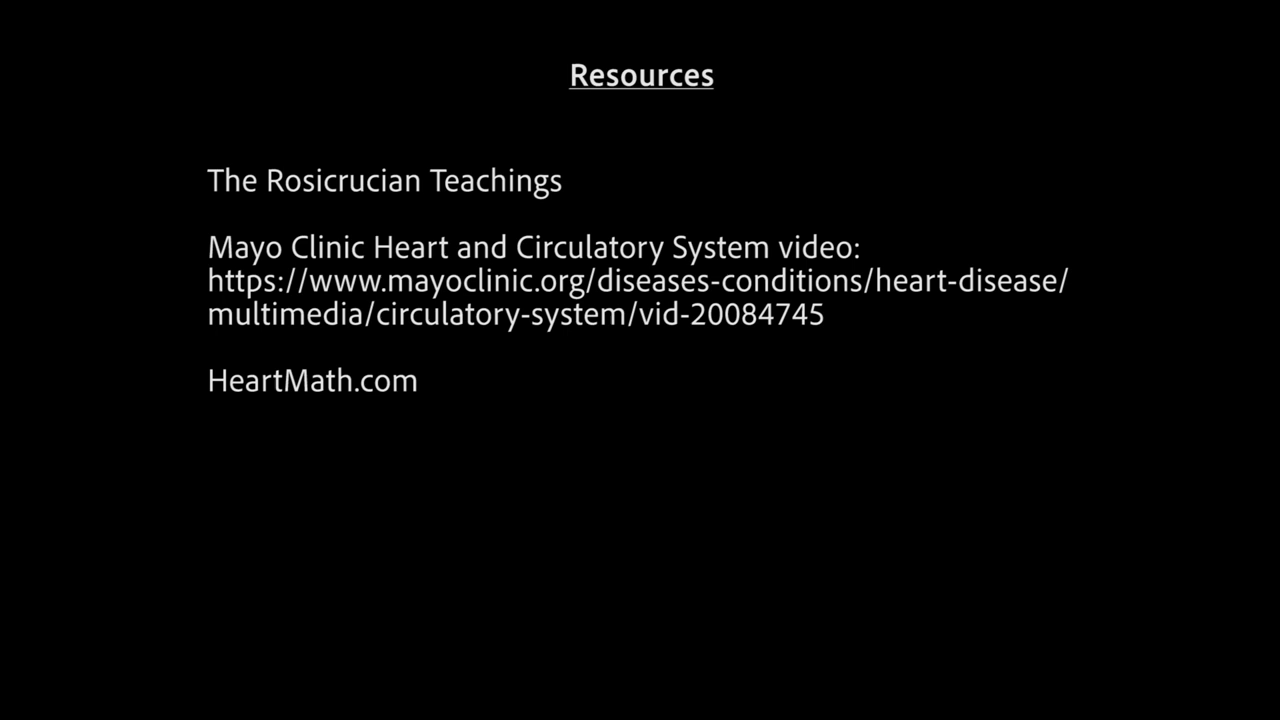 Resources
The Rosicrucian Teachings
Mayo Clinic Heart and Circulatory System video:
https://www.mayoclinic.org/diseases-conditions/heart-disease/
multimedia/circulatory-system/vid-20084745
HeartMath.com